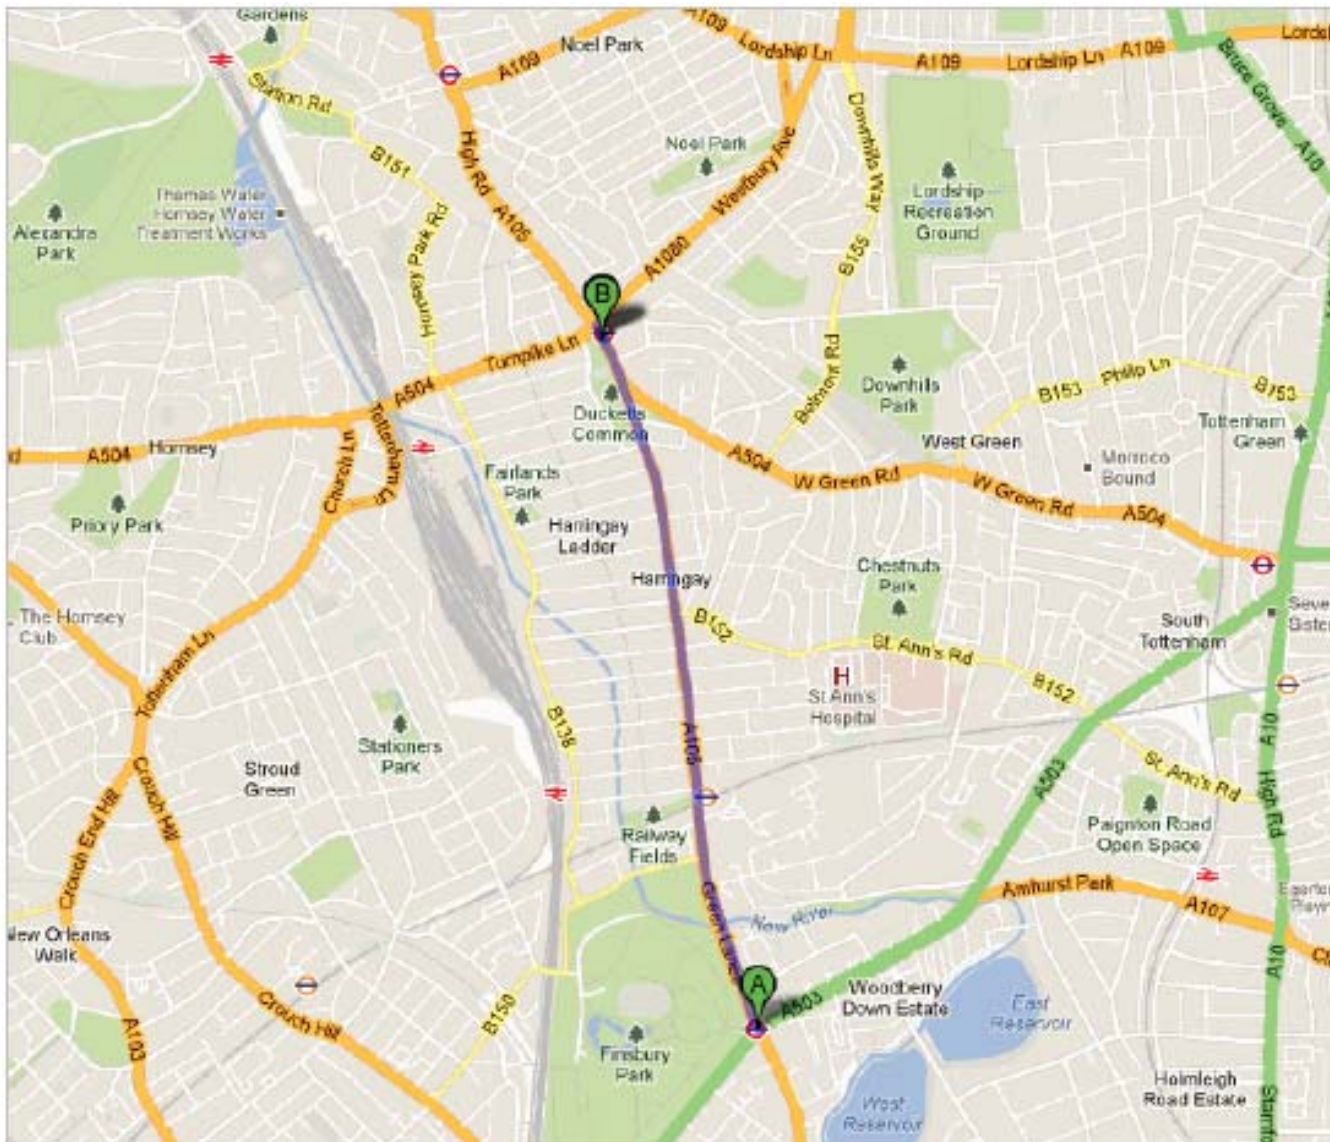 Gardens
Noel Park
A109
A109
Lordship Ln
A109
Lordship Ln
A109
Bruce Grove
A10
Station Rd
B151
High Rd
A105
Noel Park
Westbury Ave
A1080
Downhills Way
B155
Lordship
Recreation
Ground
Thames Water
Hornsey Water
Treatment Works
Alexandra
Park
Hornsey Park Rd
B
Turnpike Ln
A504
Belmont Rd
Downhills
Park
B153
Philip Ln
B153
Tottenham
Green
Ducketts
Common
Hornsey
A504
Tottenham Ln
Church Ln
A504
W Green Rd
West Green
W Green Rd
A504
Morroco
Bound
Priory Park
Fairlands
Park
Harringay
Ladder
Harringay
Chestnuts
Park
The Hornsey
Club
Tottenham Ln
B152
St. Ann's Rd
B152
South
Tottenham
H
St Ann's
Hospital
Stationers
Park
B138
A105
A503
A10
High Rd
St. Ann's Rd
Stroud
Green
Crouch End Hill
Crouch Hill
Railway
Fields
Paignton Road
Open Space
Green Lanes
New River
Amhurst Park
A107
A10
New Orleans
Walk
A103
Crouch Hill
B150
A
A503
Woodberry
Down Estate
East
Reservoir
Finsbury
Park
West
Reservoir
Holmleigh
Road Estate